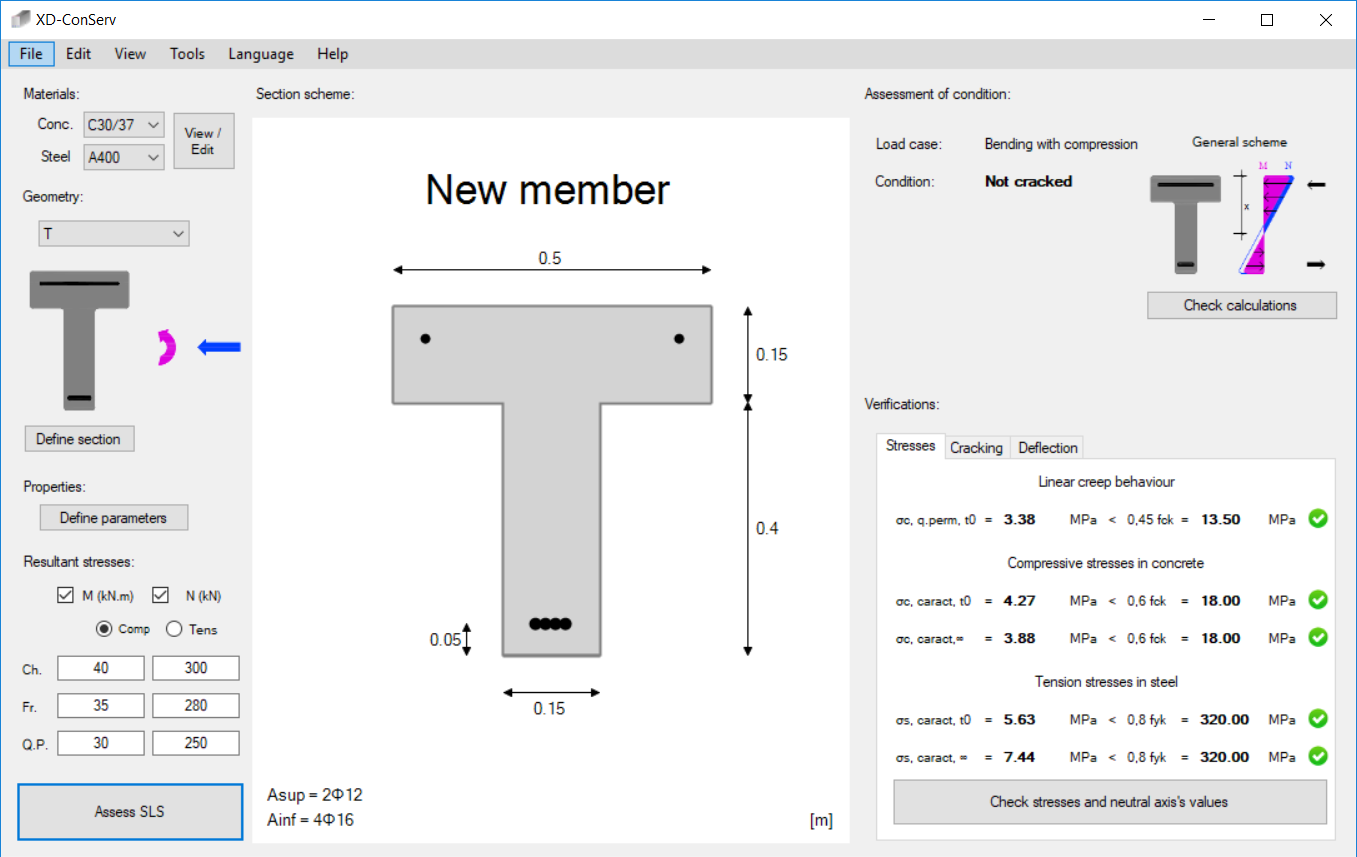 XD-ConServ
File Edit View Tools Language Help
Materials:
Conc. C30/37
Steel A400
View /
Edit
Geometry:
T
Define section
Properties:
Define parameters
Resultant stresses:
M (kN.m) N (kN)
Comp Tens
Ch. 40 300
Fr. 35 280
Q.P. 30 250
Assess SLS
Section scheme:
New member
0.5
0.15
0.4
0.05
0.15
Asup = 2Φ12
Ainf = 4Φ16
[m]
Assessment of condition:
Load case: Bending with compression
Condition: Not cracked
General scheme
M N
x
Check calculations
Verifications:
Stresses Cracking Deflection
Linear creep behaviour
σc, q.perm, t0 = 3.38 MPa < 0,45 fck = 13.50 MPa
Compressive stresses in concrete
σc, caract, t0 = 4.27 MPa < 0,6 fck = 18.00 MPa
σc, caract,∞ = 3.88 MPa < 0,6 fck = 18.00 MPa
Tension stresses in steel
σs, caract, t0 = 5.63 MPa < 0,8 fyk = 320.00 MPa
σs, caract, ∞ = 7.44 MPa < 0,8 fyk = 320.00 MPa
Check stresses and neutral axis's values